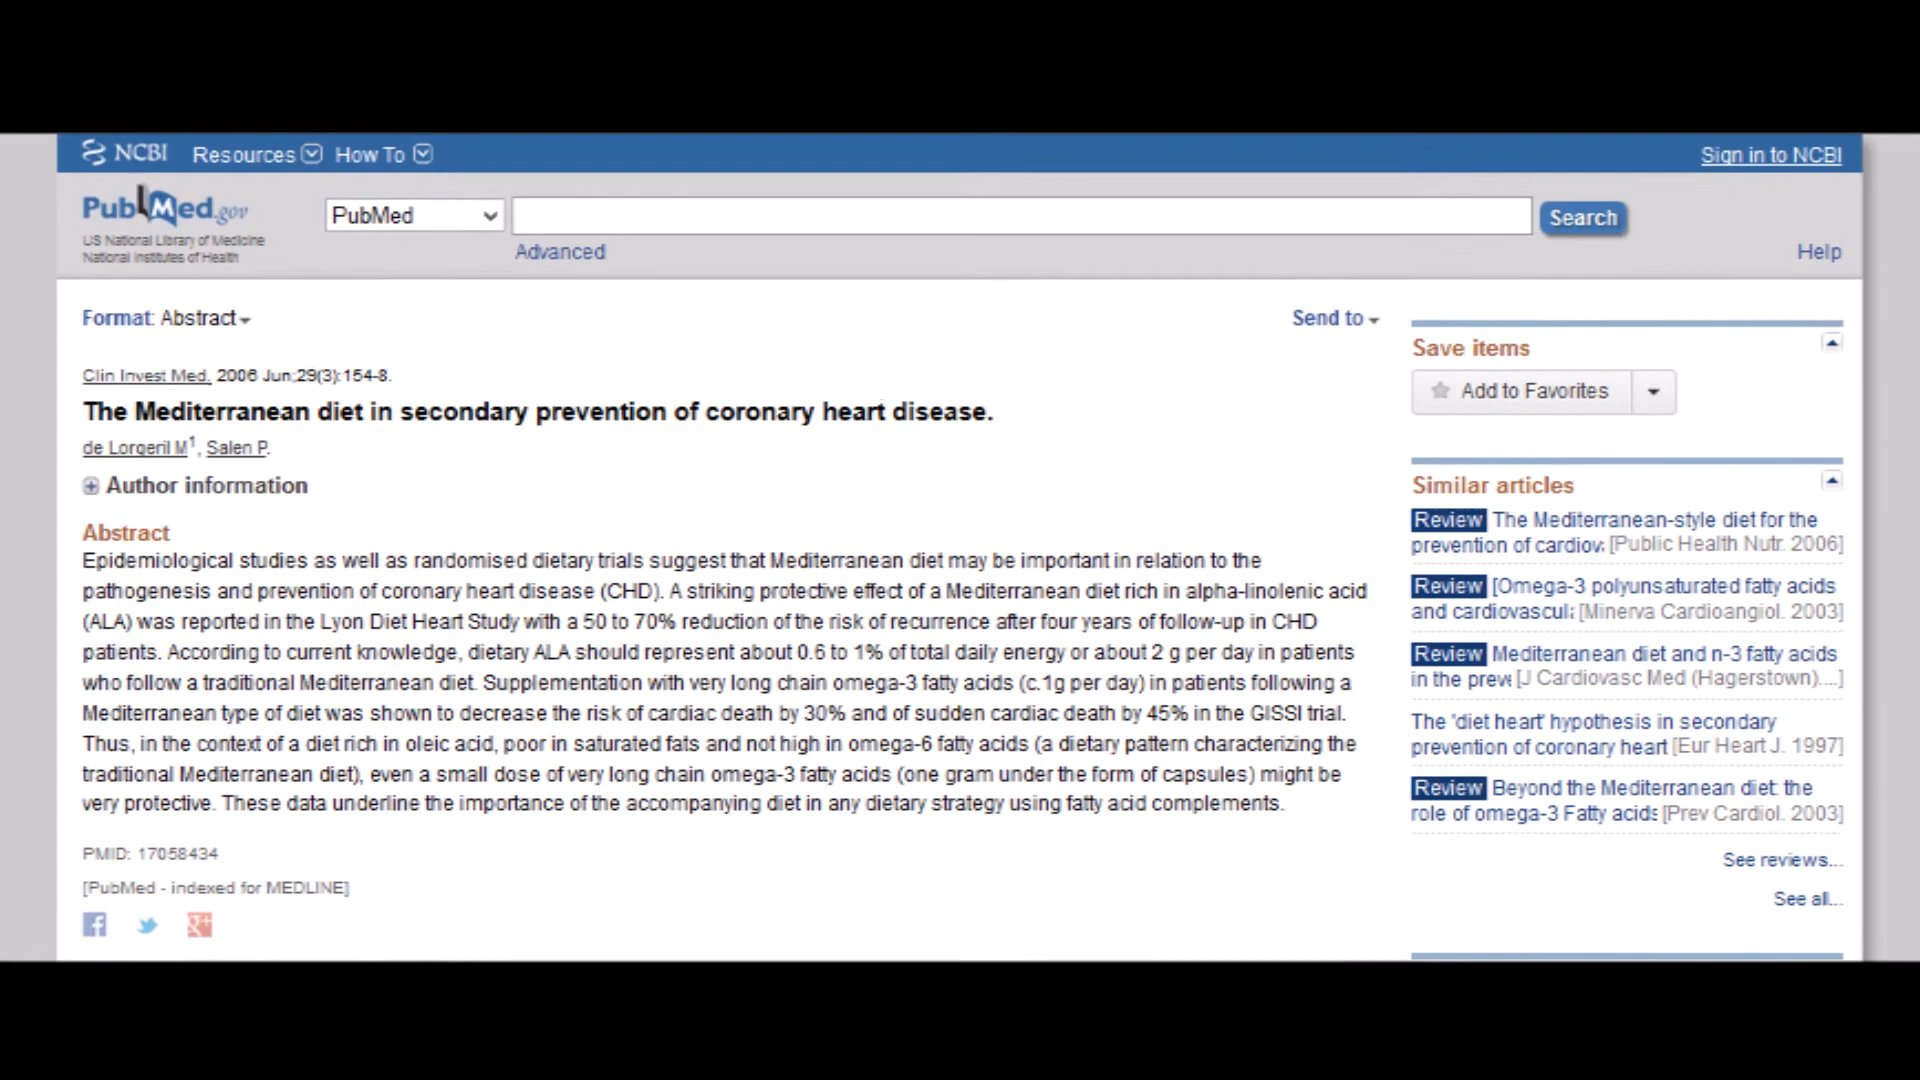 NCBI Resources How To Sign in to NCBI
PubMed.gov
US National Library of Medicine
National Institutes of Health
PubMed
Search
Advanced
Help
Format: Abstract
Send to
Clin Invest Med. 2006 Jun;29(3):154-8.
The Mediterranean diet in secondary prevention of coronary heart disease.
de Lorgeril M1, Salen P.
Author information
Abstract
Epidemiological studies as well as randomised dietary trials suggest that Mediterranean diet may be important in relation to the
pathogenesis and prevention of coronary heart disease (CHD). A striking protective effect of a Mediterranean diet rich in alpha-linolenic acid
(ALA) was reported in the Lyon Diet Heart Study with a 50 to 70% reduction of the risk of recurrence after four years of follow-up in CHD
patients. According to current knowledge, dietary ALA should represent about 0.6 to 1% of total daily energy or about 2 g per day in patients
who follow a traditional Mediterranean diet. Supplementation with very long chain omega-3 fatty acids (c.1g per day) in patients following a
Mediterranean type of diet was shown to decrease the risk of cardiac death by 30% and of sudden cardiac death by 45% in the GISSI trial.
Thus, in the context of a diet rich in oleic acid, poor in saturated fats and not high in omega-6 fatty acids (a dietary pattern characterizing the
traditional Mediterranean diet), even a small dose of very long chain omega-3 fatty acids (one gram under the form of capsules) might be
very protective. These data underline the importance of the accompanying diet in any dietary strategy using fatty acid complements.
PMID: 17058434
[PubMed - indexed for MEDLINE]
Save items
Add to Favorites
Similar articles
Review The Mediterranean-style diet for the
prevention of cardiov [Public Health Nutr. 2006]
Review [Omega-3 polyunsaturated fatty acids
and cardiovascul [Minerva Cardioangiol. 2003]
Review Mediterranean diet and n-3 fatty acids
in the preve [J Cardiovasc Med (Hagerstown)....]
The 'diet heart' hypothesis in secondary
prevention of coronary heart [Eur Heart J. 1997]
Review Beyond the Mediterranean diet: the
role of omega-3 Fatty acids [Prev Cardiol. 2003]
See reviews...
See all...